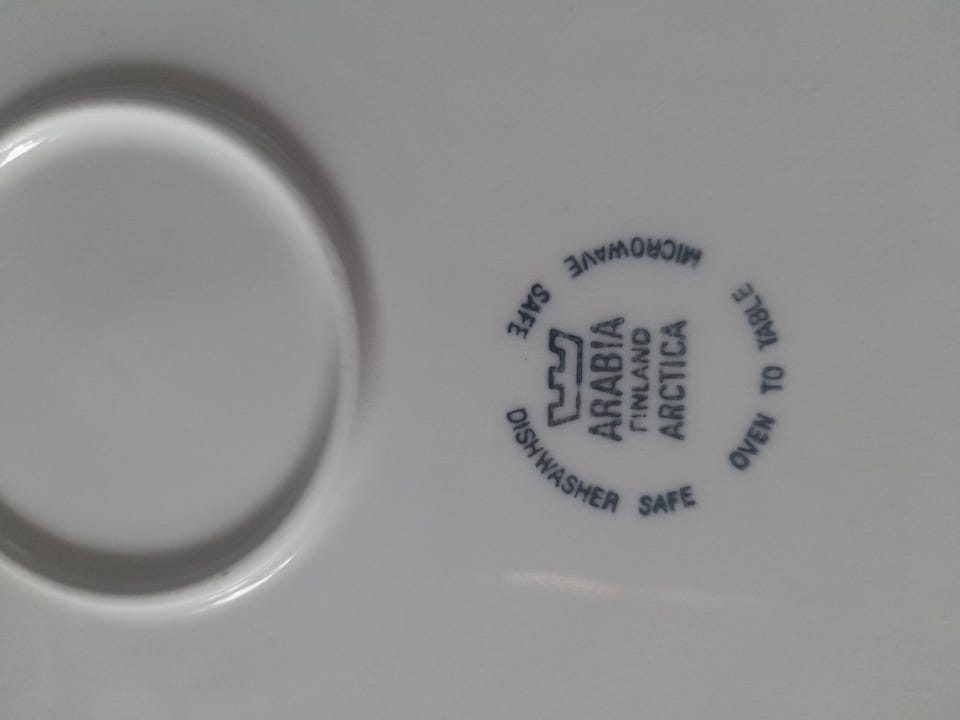 DISHWASHER SAFE
MICROWAVE SAFE
OVEN TO TABLE
ARABIA
FINLAND
ARCTICA